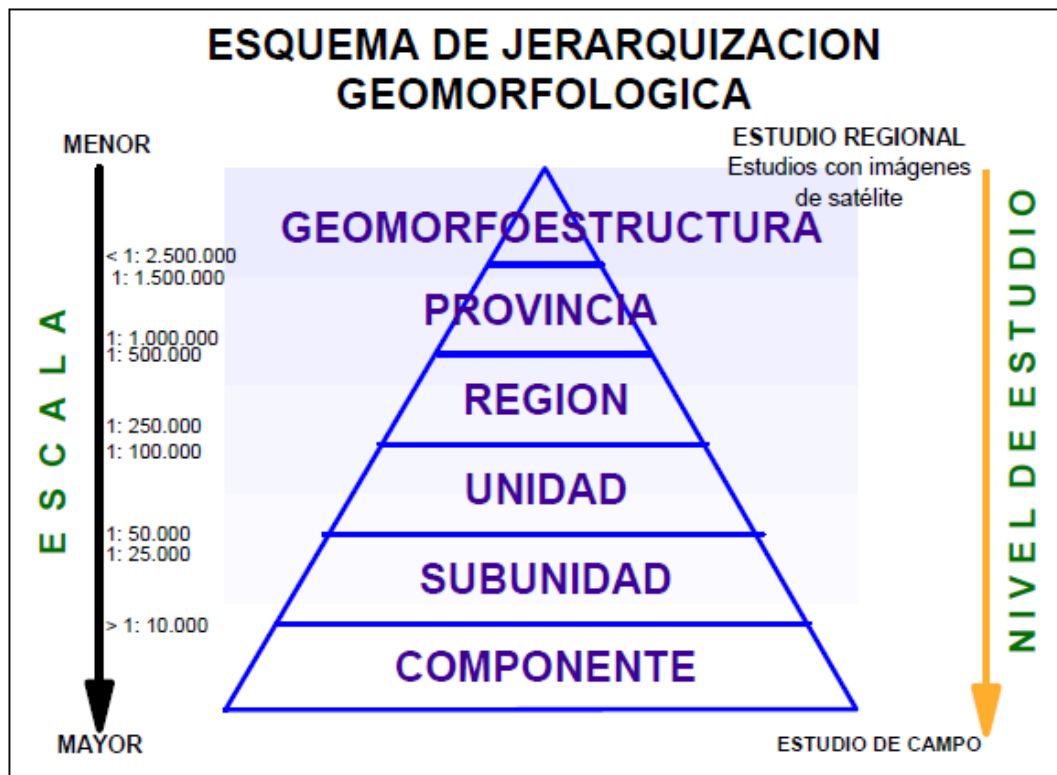 ESQUEMA DE JERARQUIZACION
GEOMORFOLOGICA
MENOR
ESTUDIO REGIONAL
Estudios con imágenes
de satélite
GEOMORFOESTRUCTURA
< 1: 2.500.000
1: 1.500.000
PROVINCIA
1: 1.000.000
1: 500.000
REGION
1: 250.000
1: 100.000
UNIDAD
1: 50.000
1: 25.000
SUBUNIDAD
> 1: 10.000
COMPONENTE
MAYOR
ESTUDIO DE CAMPO
ESCALA
NIVEL DE ESTUDIO